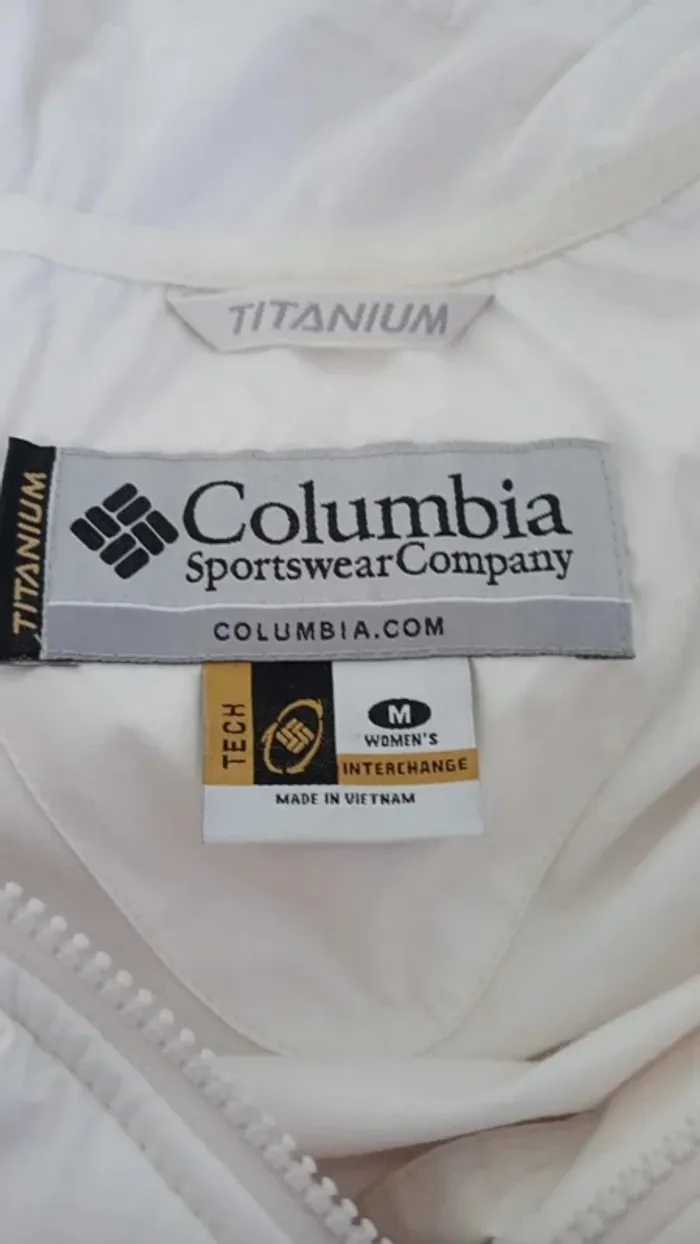 TITANIUM
TITANIUM
Columbia
SportswearCompany
COLUMBIA.COM
TECH
M
WOMEN'S
INTERCHANGE
MADE IN VIETNAM